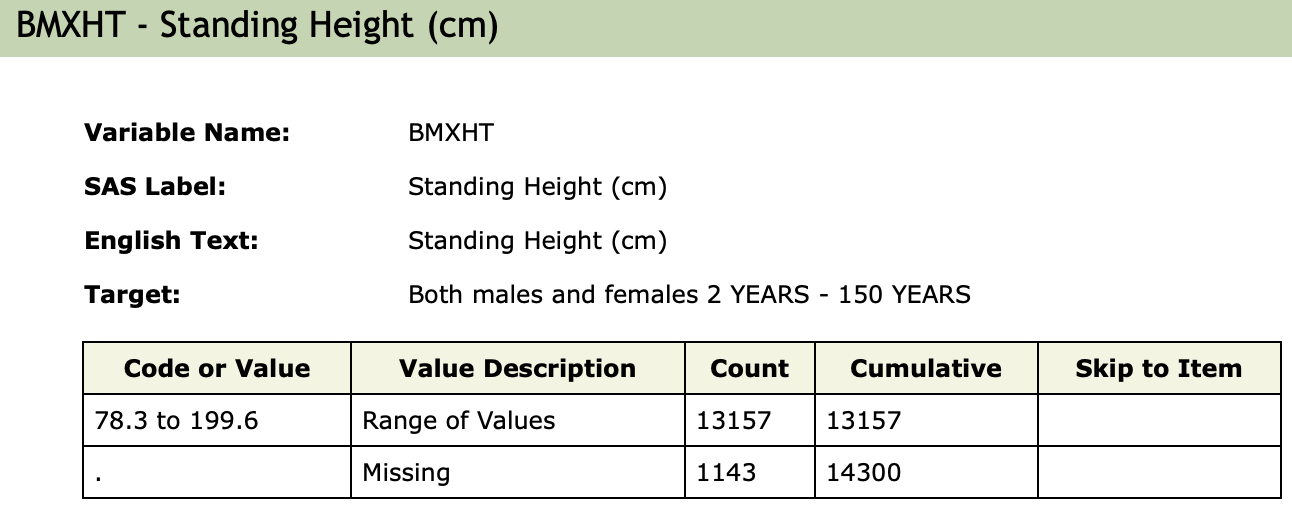 BMXHT - Standing Height (cm)
Variable Name: BMXHT
SAS Label: Standing Height (cm)
English Text: Standing Height (cm)
Target: Both males and females 2 YEARS - 150 YEARS
Code or Value Value Description Count Cumulative Skip to Item
78.3 to 199.6 Range of Values 13157 13157
. Missing 1143 14300